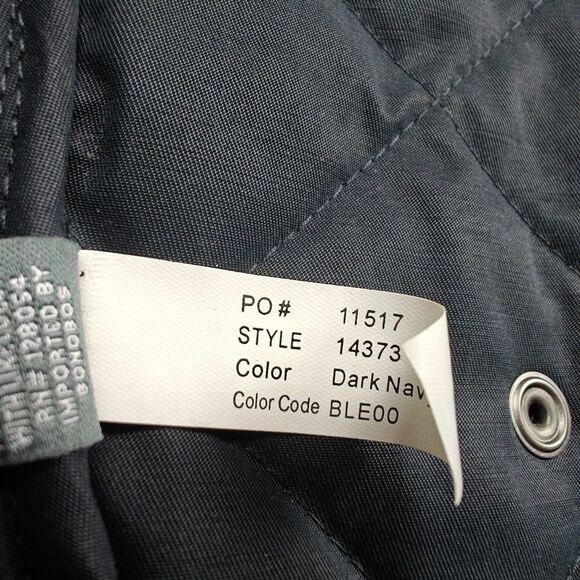 PO # 11517
STYLE 14373
Color Dark Nav
Color Code BLE00
RN# 128054
IMPORTED BY
BONOBOS